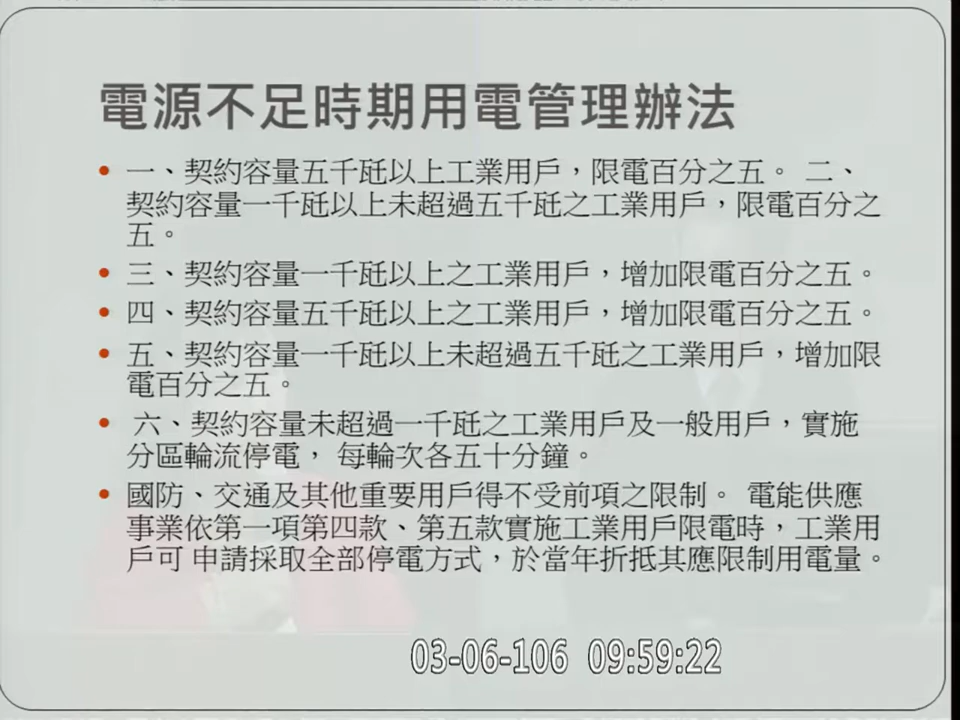 電源不足時期用電管理辦法
• 一、契約容量五千瓩以上工業用戶，限電百分之五。 二、
契約容量一千瓩以上未超過五千瓩之工業用戶，限電百分之
五。
• 三、契約容量一千瓩以上之工業用戶，增加限電百分之五。
• 四、契約容量五千瓩以上之工業用戶，增加限電百分之五。
• 五、契約容量一千瓩以上未超過五千瓩之工業用戶，增加限
電百分之五。
• 六、契約容量未超過一千瓩之工業用戶及一般用戶，實施
分區輪流停電， 每輪次各五十分鐘。
• 國防、交通及其他重要用戶得不受前項之限制。 電能供應
事業依第一項第四款、第五款實施工業用戶限電時，工業用
戶可 申請採取全部停電方式，於當年折抵其應限制用電量。
03-06-106 09:59:22